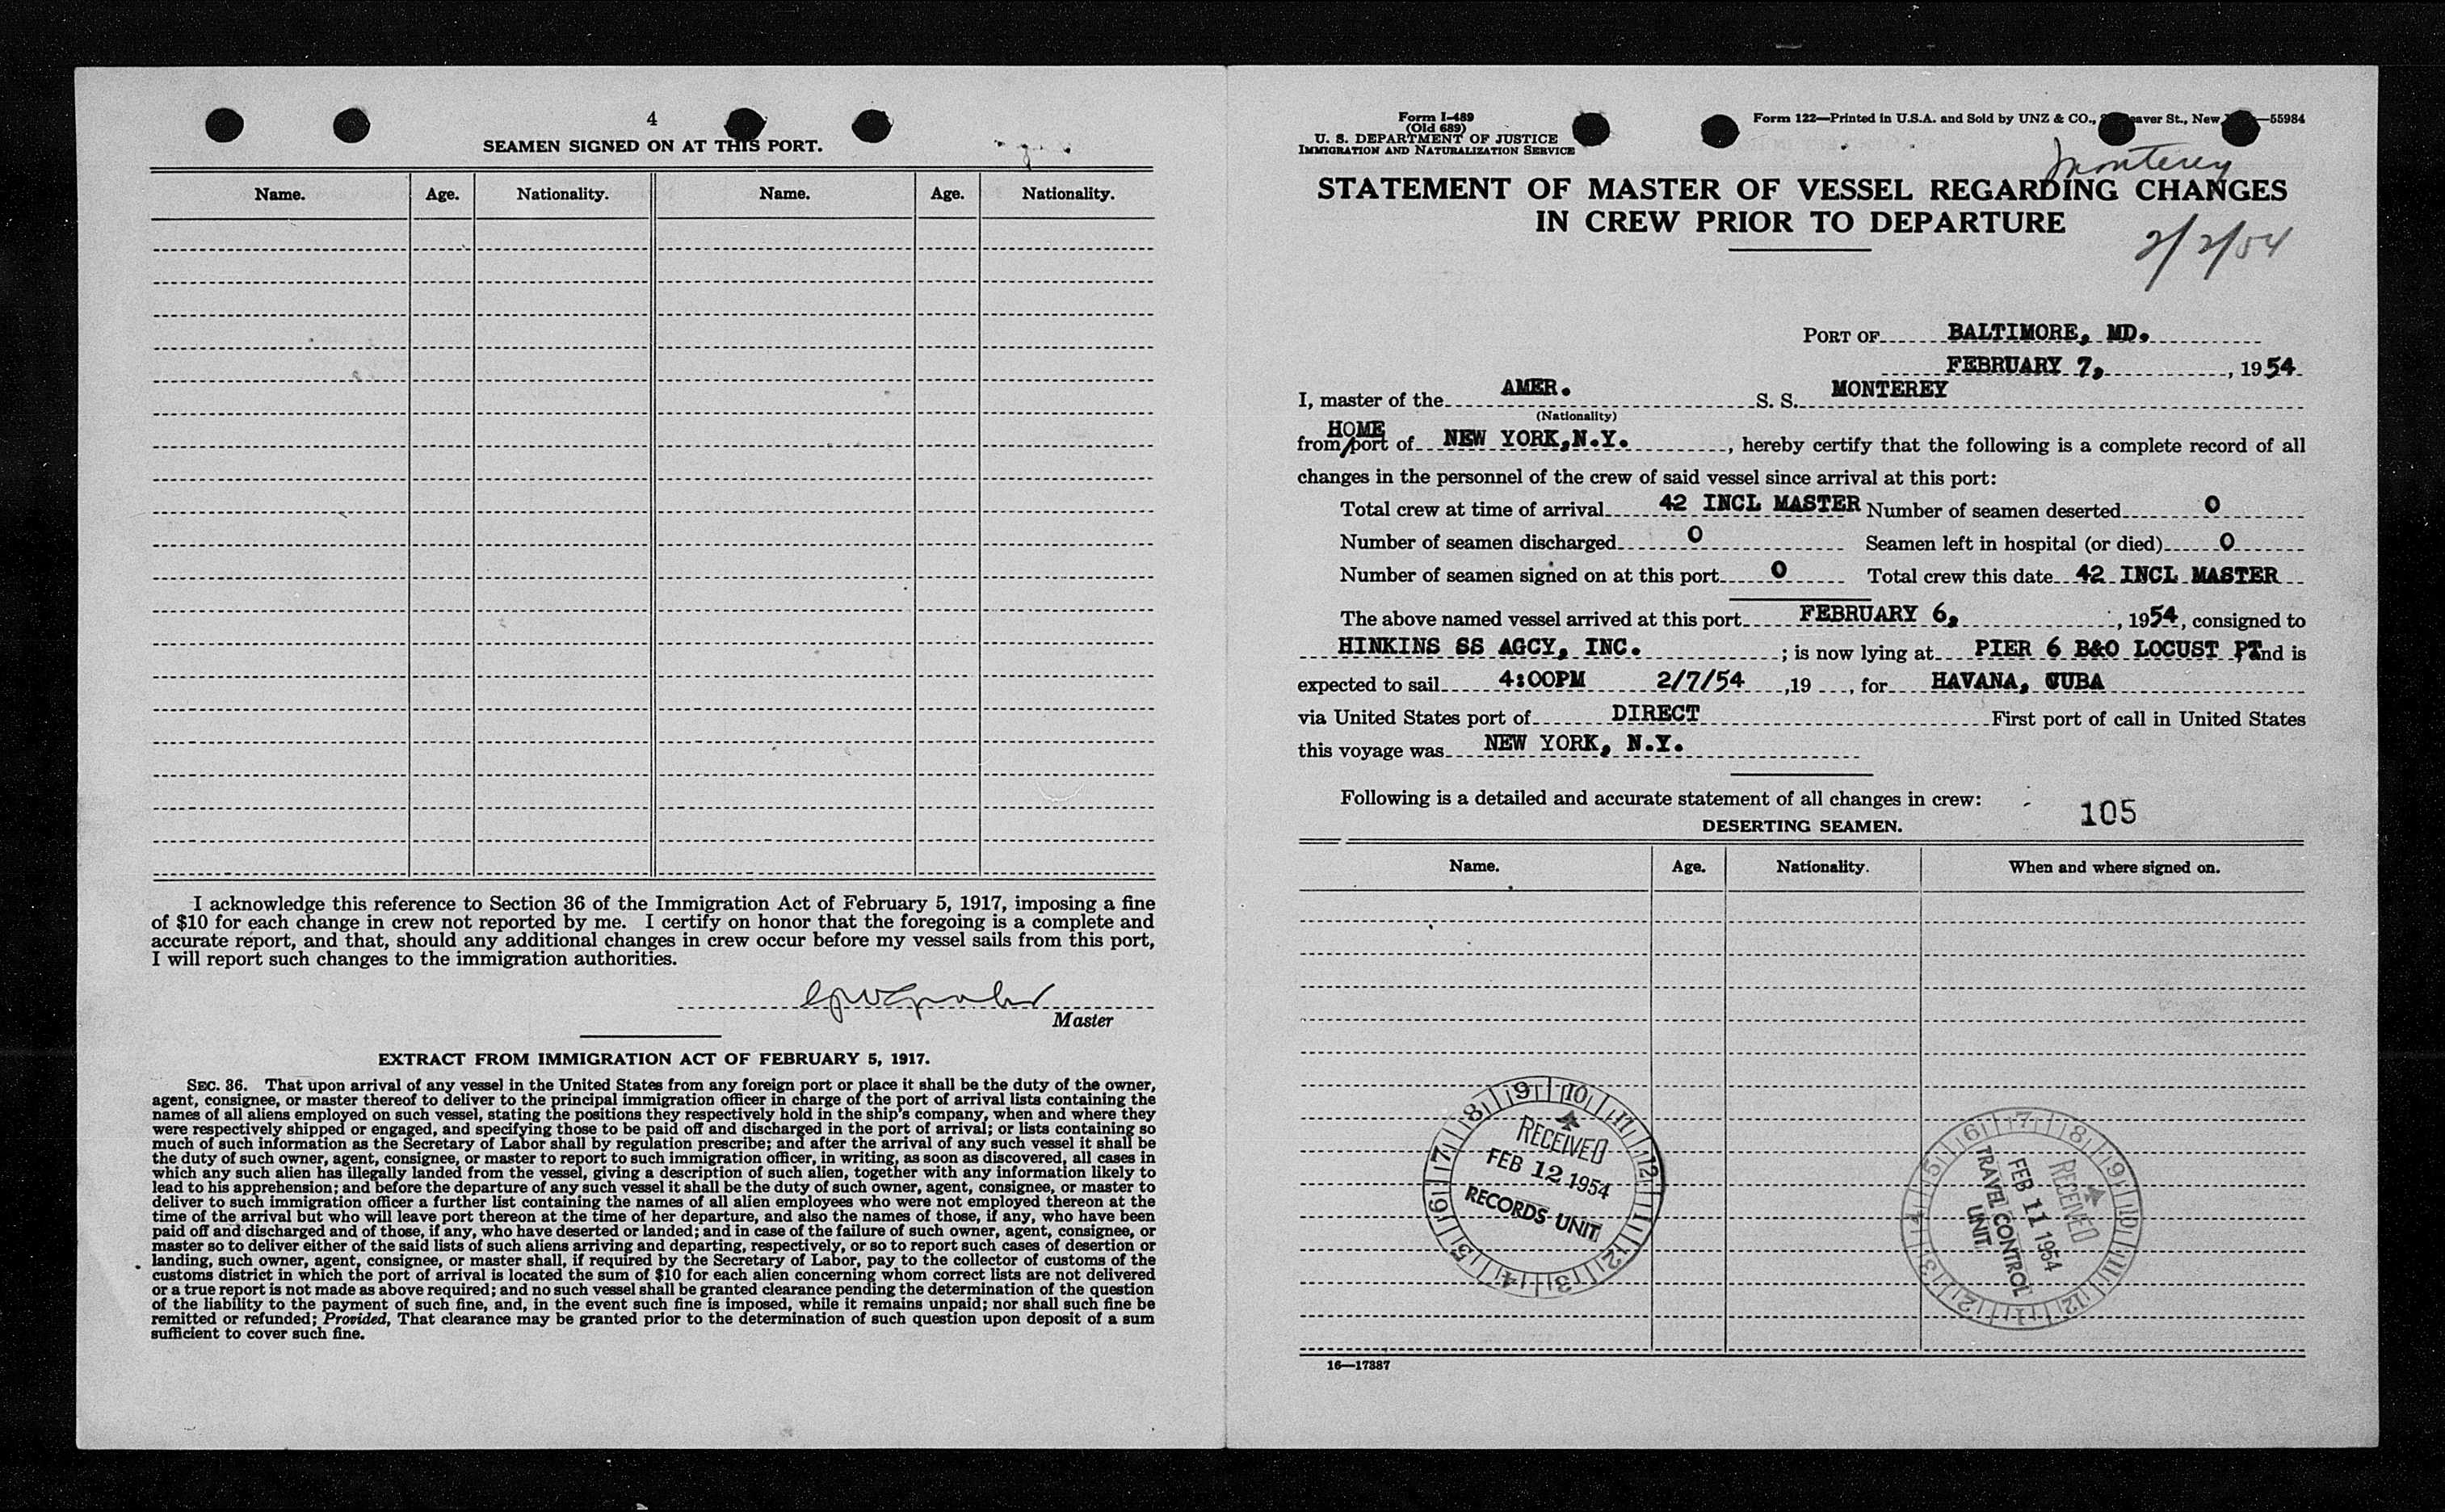 4
SEAMEN SIGNED ON AT THIS PORT.
Name. Age. Nationality. Name. Age. Nationality.
I acknowledge this reference to Section 36 of the Immigration Act of February 5, 1917, imposing a fine
of $10 for each change in crew not reported by me. I certify on honor that the foregoing is a complete and
accurate report, and that, should any additional changes in crew occur before my vessel sails from this port,
I will report such changes to the immigration authorities.
Master
EXTRACT FROM IMMIGRATION ACT OF FEBRUARY 5, 1917.
SEC. 36. That upon arrival of any vessel in the United States from any foreign port or place it shall be the duty of the owner,
agent, consignee, or master thereof to deliver to the principal immigration officer in charge of the port of arrival lists containing the
names of all aliens employed on such vessel, stating the positions they respectively hold in the ship's company, when and where they
were respectively shipped or engaged, and specifying those to be paid off and discharged in the port of arrival; or lists containing so
much of such information as the Secretary of Labor shall by regulation prescribe; and after the arrival of any such vessel it shall be
the duty of such owner, agent, consignee, or master to report to such immigration officer, in writing, as soon as discovered, all cases in
which any such alien has illegally landed from the vessel, giving a description of such alien, together with any information likely to
lead to his apprehension; and before the departure of any such vessel it shall be the duty of such owner, agent, consignee, or master to
deliver to such immigration officer a further list containing the names of all alien employees who were not employed thereon at the
time of the arrival but who will leave port thereon at the time of her departure, and also the names of those, if any, who have been
paid off and discharged and of those, if any, who have deserted or landed; and in case of the failure of such owner, agent, consignee, or
master so to deliver either of the said lists of such aliens arriving and departing, respectively, or so to report such cases of desertion or
landing, such owner, agent, consignee, or master shall, if required by the Secretary of Labor, pay to the collector of customs of the
customs district in which the port of arrival is located the sum of $10 for each alien concerning whom correct lists are not delivered
or a true report is not made as above required; and no such vessel shall be granted clearance pending the determination of the question
of the liability to the payment of such fine, and, in the event such fine is imposed, while it remains unpaid; nor shall such fine be
remitted or refunded; Provided, That clearance may be granted prior to the determination of such question upon deposit of a sum
sufficient to cover such fine.
Form I-489
(Old 689)
U. S. DEPARTMENT OF JUSTICE
IMMIGRATION AND NATURALIZATION SERVICE
Form 122—Printed in U.S.A. and Sold by UNZ & CO., aver St., New —55984
Monterey
STATEMENT OF MASTER OF VESSEL REGARDING CHANGES
IN CREW PRIOR TO DEPARTURE
2/2/54
PORT OF BALTIMORE, MD.
FEBRUARY 7, , 1954
I, master of the AMER. S. S. MONTEREY
(Nationality)
HOME
from/port of NEW YORK, N.Y. , hereby certify that the following is a complete record of all
changes in the personnel of the crew of said vessel since arrival at this port:
Total crew at time of arrival 42 INCL MASTER Number of seamen deserted 0
Number of seamen discharged 0 Seamen left in hospital (or died) 0
Number of seamen signed on at this port 0 Total crew this date 42 INCL MASTER
The above named vessel arrived at this port FEBRUARY 6, , 1954, consigned to
HINKINS SS AGCY, INC. ; is now lying at PIER 6 B&O LOCUST PT nd is
expected to sail 4:00PM 2/7/54 ,19 , for HAVANA, CUBA
via United States port of DIRECT First port of call in United States
this voyage was NEW YORK, N.Y.
Following is a detailed and accurate statement of all changes in crew:
105
DESERTING SEAMEN.
Name. Age. Nationality. When and where signed on.
RECEIVED
FEB 12 1954
RECORDS UNIT
1 2 3 4 5 6 7 8 9 10 11 12
RECEIVED
FEB 11 1954
TRAVEL CONTROL
UNIT
1 2 3 4 5 6 7 8 9 10 11 12
16—17887